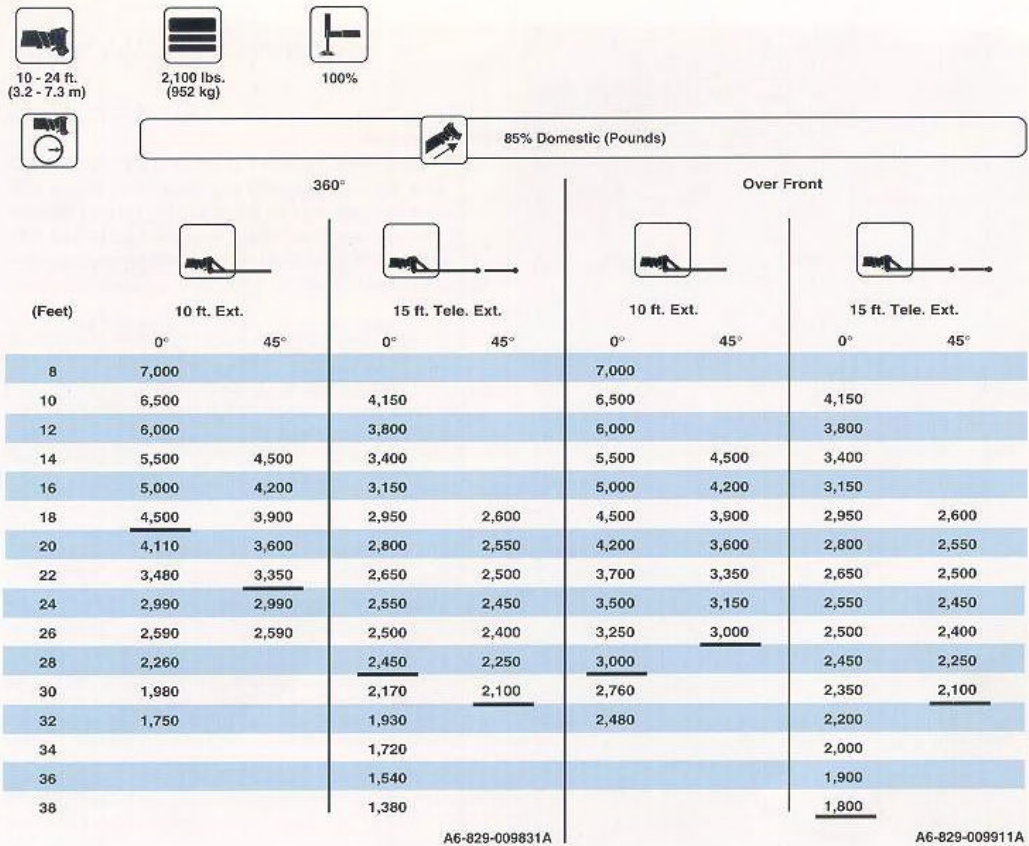 10 - 24 ft. 2,100 lbs. 100%
(3.2 - 7.3 m) (952 kg)
85% Domestic (Pounds)
360° Over Front
(Feet) 10 ft. Ext. 15 ft. Tele. Ext. 10 ft. Ext. 15 ft. Tele. Ext.
0° 45° 0° 45° 0° 45° 0° 45°
8 7,000 7,000
10 6,500 4,150 6,500 4,150
12 6,000 3,800 6,000 3,800
14 5,500 4,500 3,400 5,500 4,500 3,400
16 5,000 4,200 3,150 5,000 4,200 3,150
18 4,500 3,900 2,950 2,600 4,500 3,900 2,950 2,600
20 4,110 3,600 2,800 2,550 4,200 3,600 2,800 2,550
22 3,480 3,350 2,650 2,500 3,700 3,350 2,650 2,500
24 2,990 2,990 2,550 2,450 3,500 3,150 2,550 2,450
26 2,590 2,590 2,500 2,400 3,250 3,000 2,500 2,400
28 2,260 2,450 2,250 3,000 2,450 2,250
30 1,980 2,170 2,100 2,760 2,350 2,100
32 1,750 1,930 2,480 2,200
34 1,720 2,000
36 1,540 1,900
38 1,380 1,800
A6-829-009831A A6-829-009911A